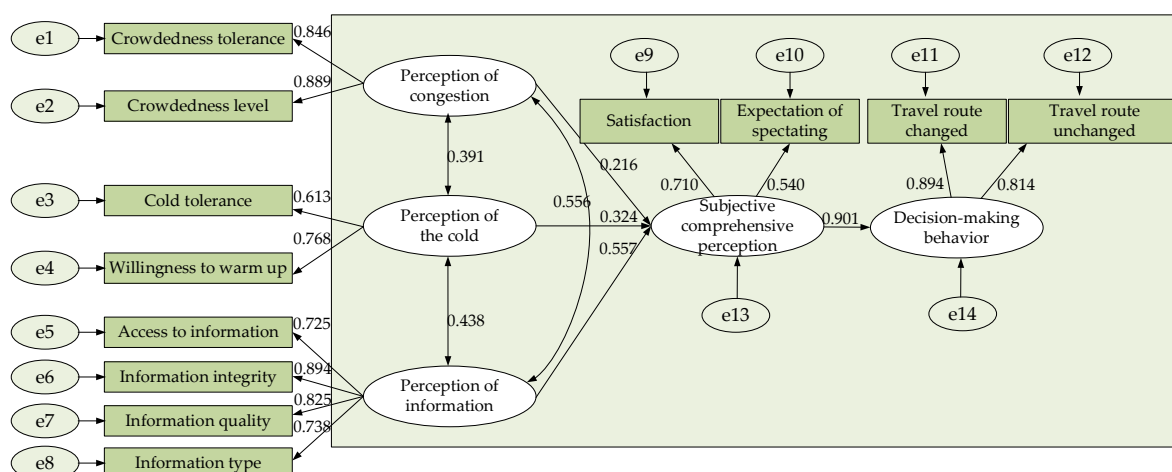 e1
Crowdedness tolerance
0.846
e2
Crowdedness level
0.889
Perception of
congestion
e3
Cold tolerance
0.613
e4
Willingness to warm up
0.768
Perception of
the cold
e5
Access to information
0.725
e6
Information integrity
0.894
e7
Information quality
0.825
e8
Information type
0.738
Perception of
information
0.391
0.438
0.556
0.216
0.324
0.557
e9
Satisfaction
0.710
e10
Expectation of
spectating
0.540
Subjective
comprehensive
perception
e13
0.901
e11
Travel route
changed
0.894
e12
Travel route
unchanged
0.814
Decision-making
behavior
e14